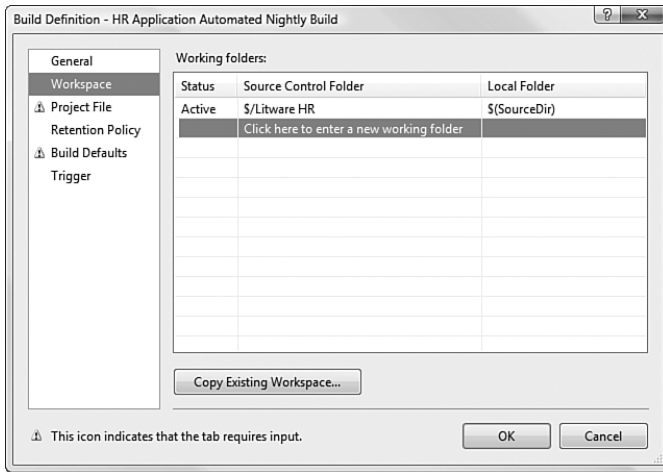 Build Definition - HR Application Automated Nightly Build
General
Workspace
Project File
Retention Policy
Build Defaults
Trigger
Working folders:
Status Source Control Folder Local Folder
Active $/Litware HR $(SourceDir)
Click here to enter a new working folder
Copy Existing Workspace...
This icon indicates that the tab requires input.
OK Cancel